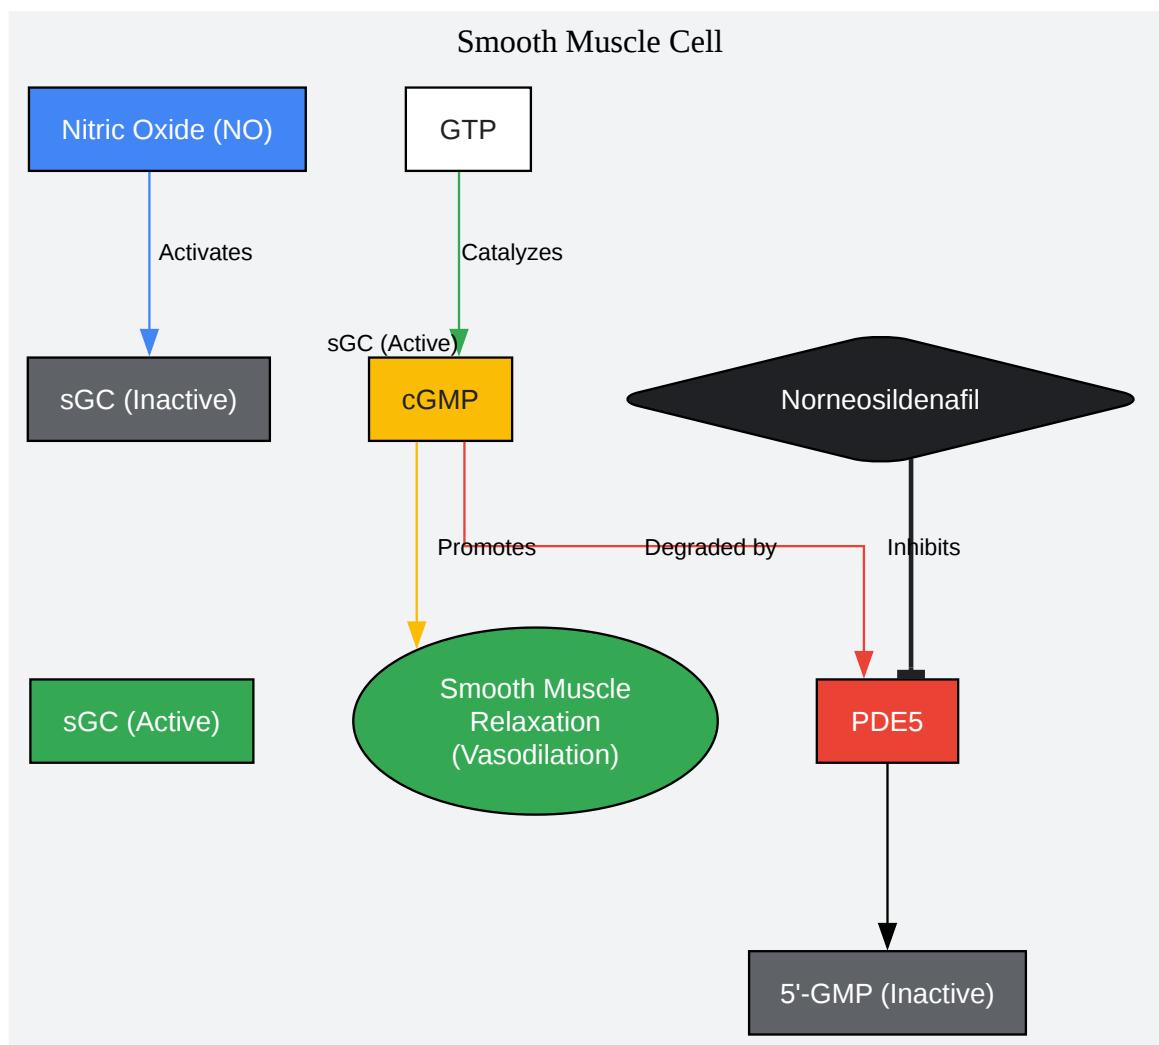 Smooth Muscle Cell
Nitric Oxide (NO)
GTP
Activates
Catalyzes
sGC (Active)
sGC (Inactive)
cGMP
Norneosildenafil
Promotes
Degraded by
Inhibits
sGC (Active)
Smooth Muscle
Relaxation
(Vasodilation)
PDE5
5'-GMP (Inactive)